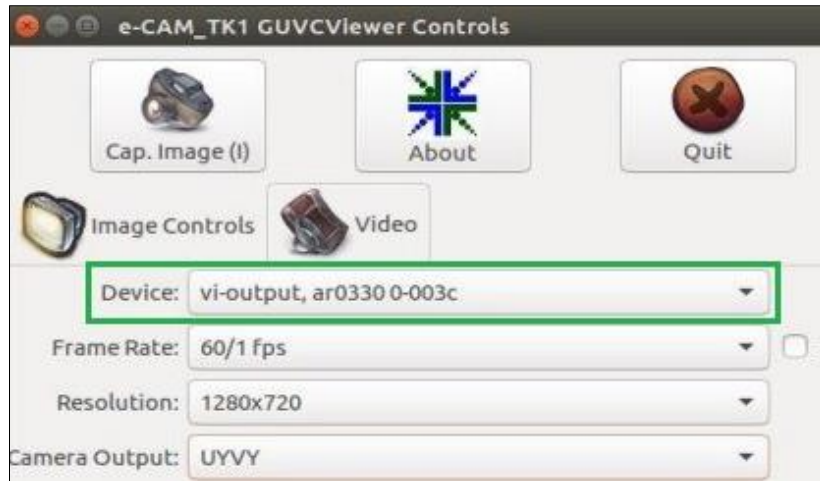 e-CAM_TK1 GUVCViewer Controls
Cap. Image (I)
About
Quit
Image Controls
Video
Device: vi-output, ar0330 0-003c
Frame Rate: 60/1 fps
Resolution: 1280x720
Camera Output: UYVY